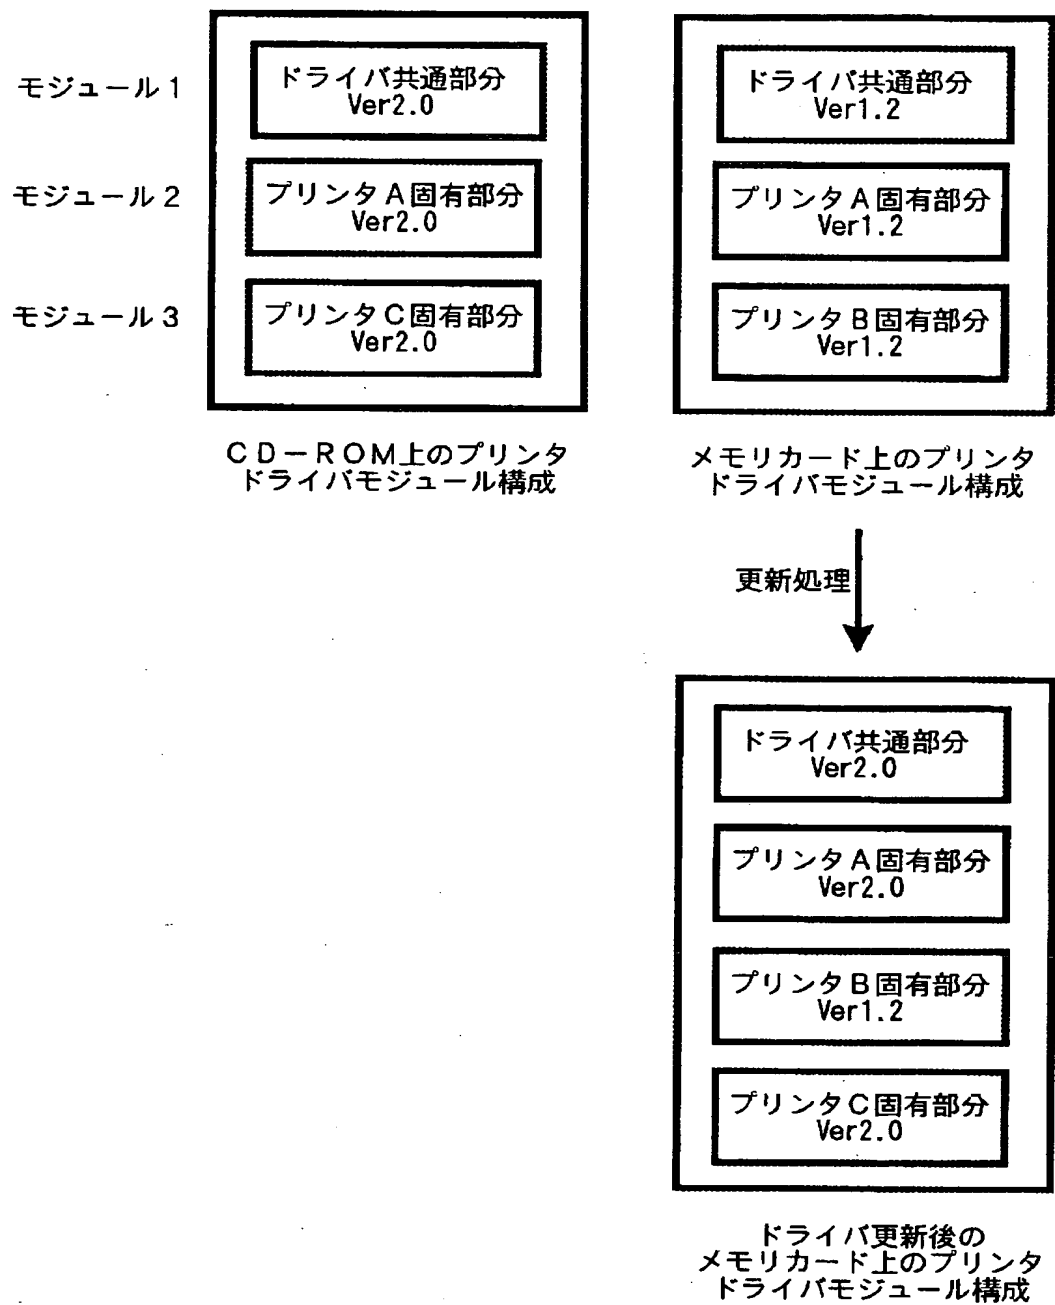 モジュール1
ドライバ共通部分
Ver2.0
モジュール2
プリンタA固有部分
Ver2.0
モジュール3
プリンタC固有部分
Ver2.0
CD－ROM上のプリンタ
ドライバモジュール構成
ドライバ共通部分
Ver1.2
プリンタA固有部分
Ver1.2
プリンタB固有部分
Ver1.2
メモリカード上のプリンタ
ドライバモジュール構成
更新処理
ドライバ共通部分
Ver2.0
プリンタA固有部分
Ver2.0
プリンタB固有部分
Ver1.2
プリンタC固有部分
Ver2.0
ドライバ更新後の
メモリカード上のプリンタ
ドライバモジュール構成